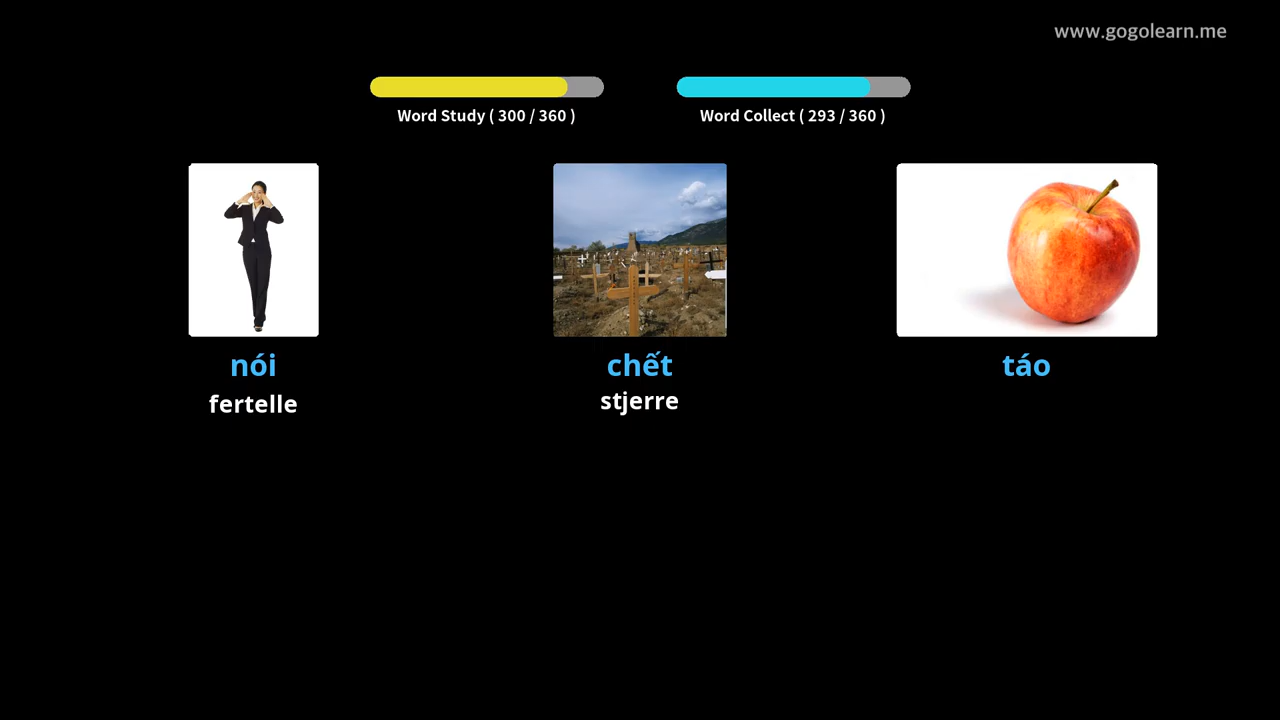 www.gogolearn.me
Word Study ( 300 / 360 )
Word Collect ( 293 / 360 )
nói
fertelle
chết
stjerre
táo